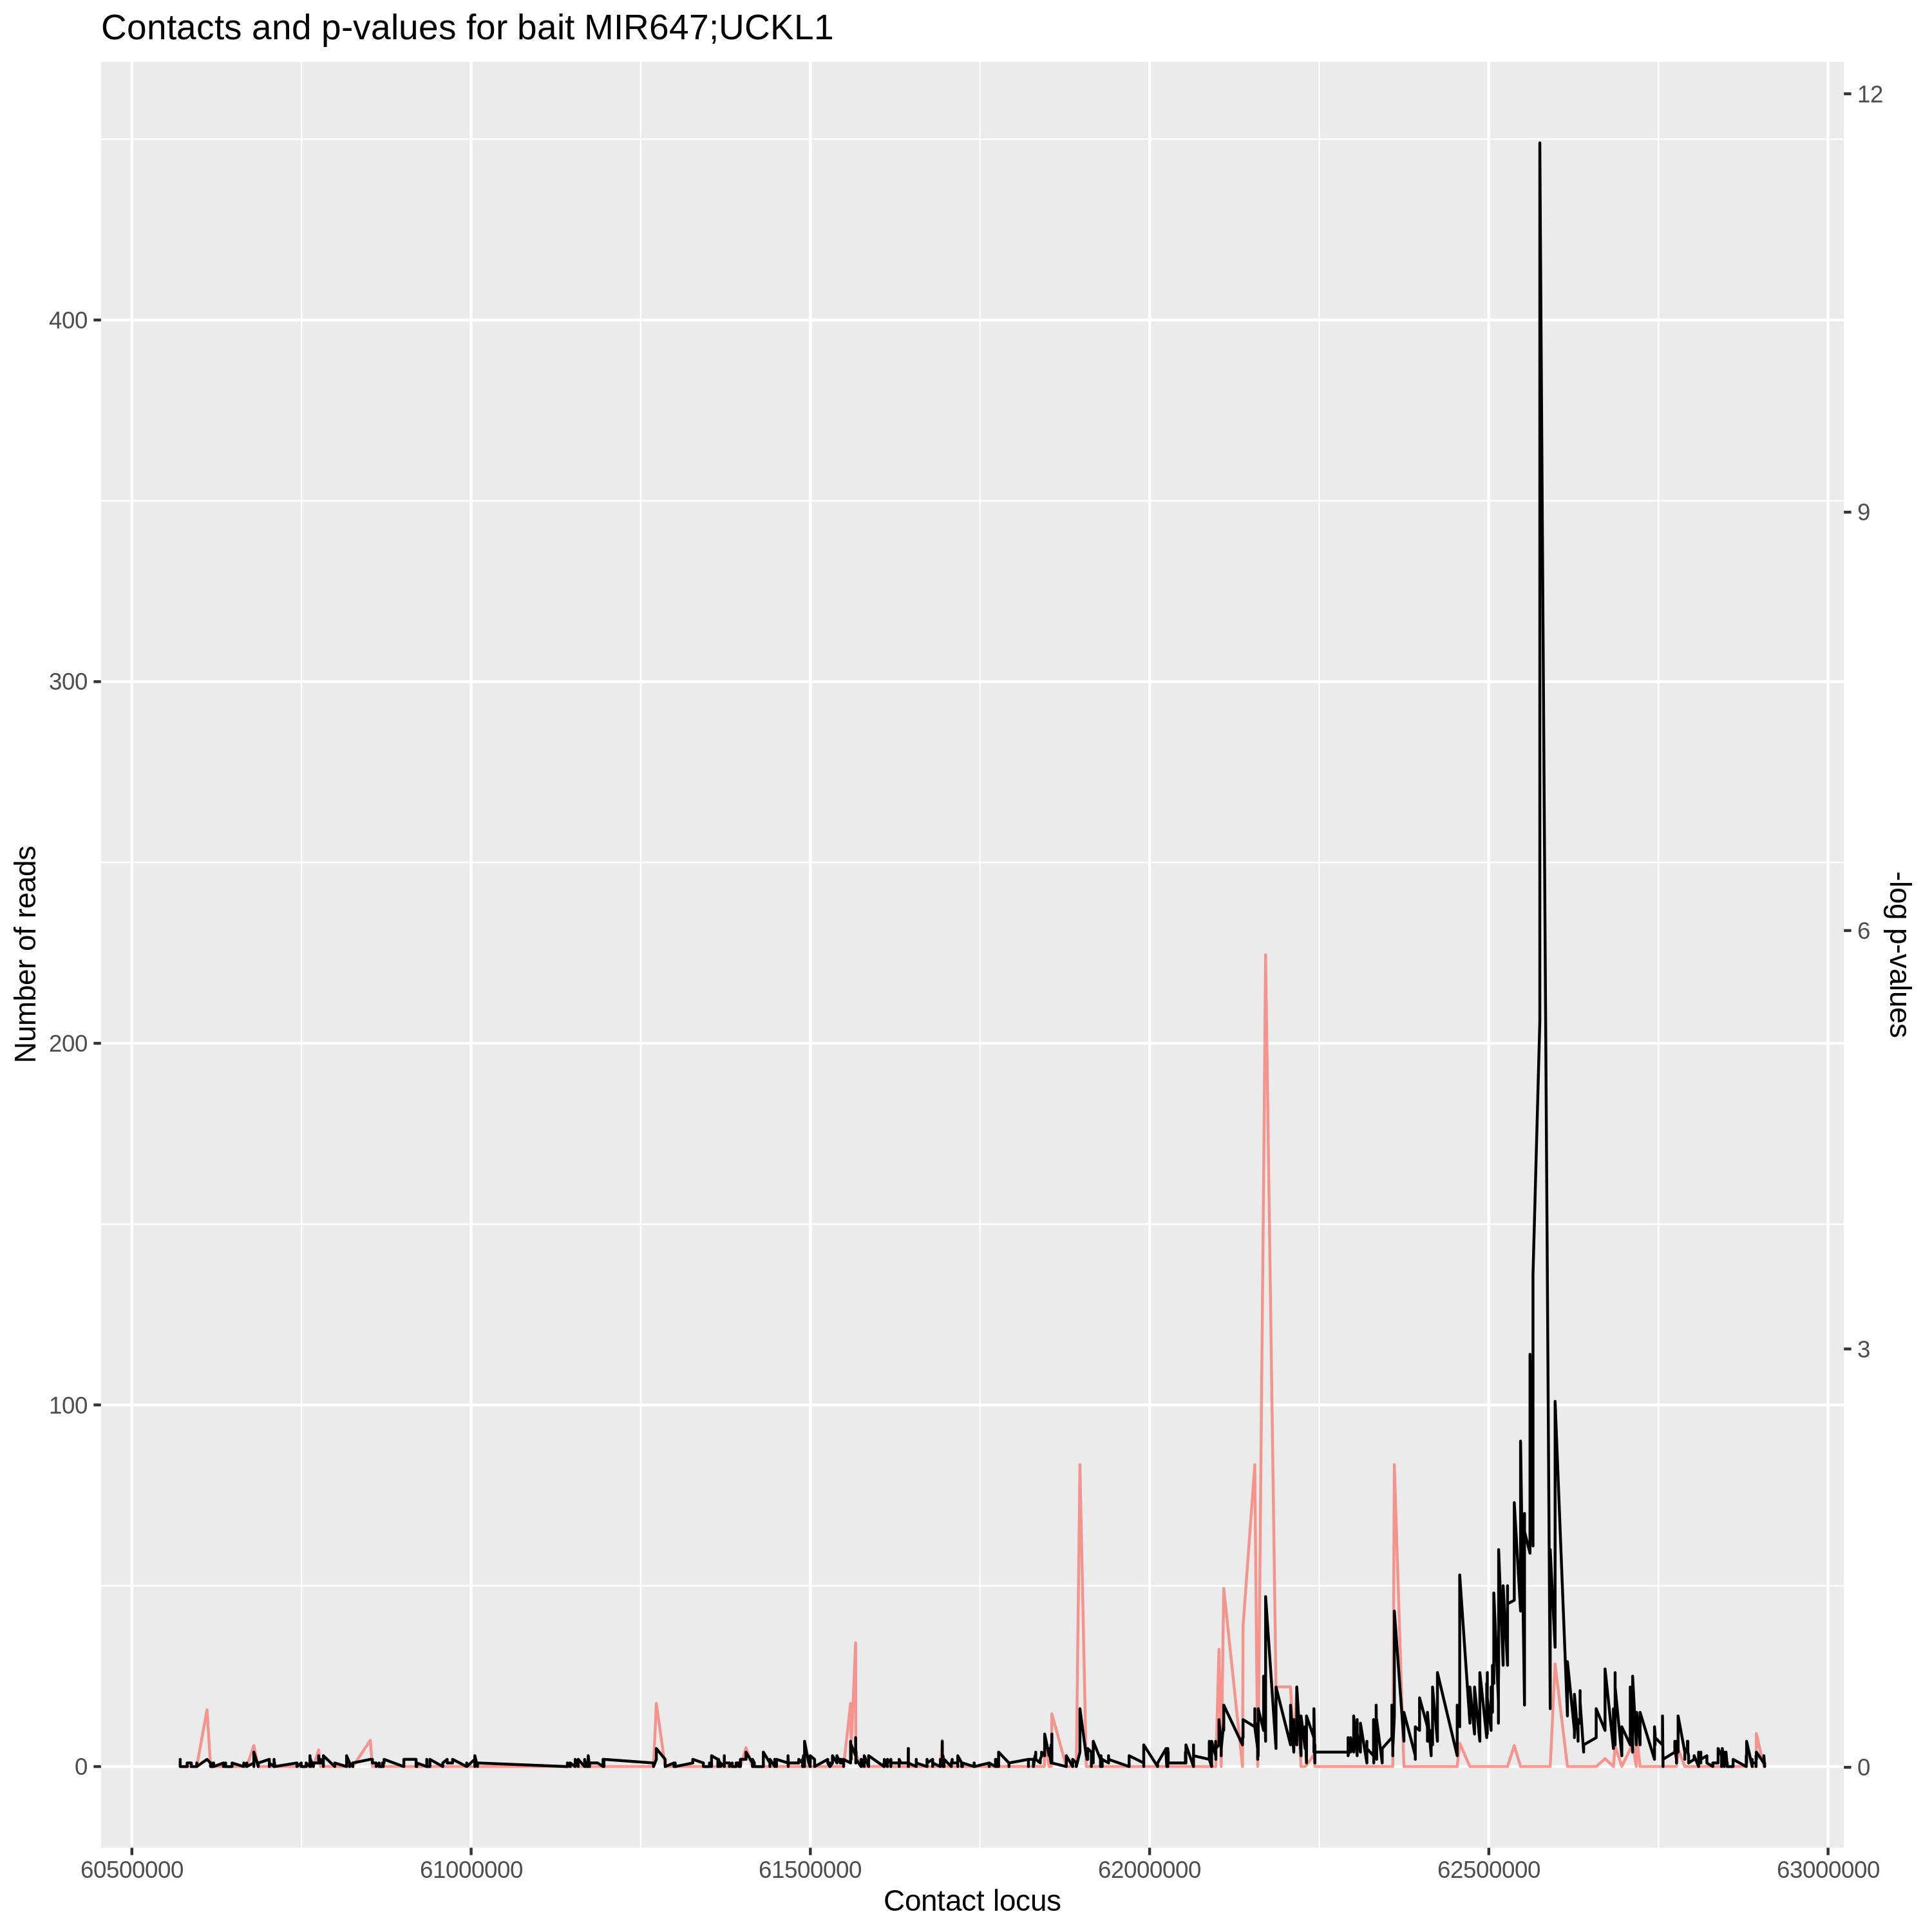 Contacts and p-values for bait MIR647;UCKL1
12
9
6
3
0
400
300
200
100
0
Number of reads
-log p-values
60500000 61000000 61500000 62000000 62500000 63000000
Contact locus